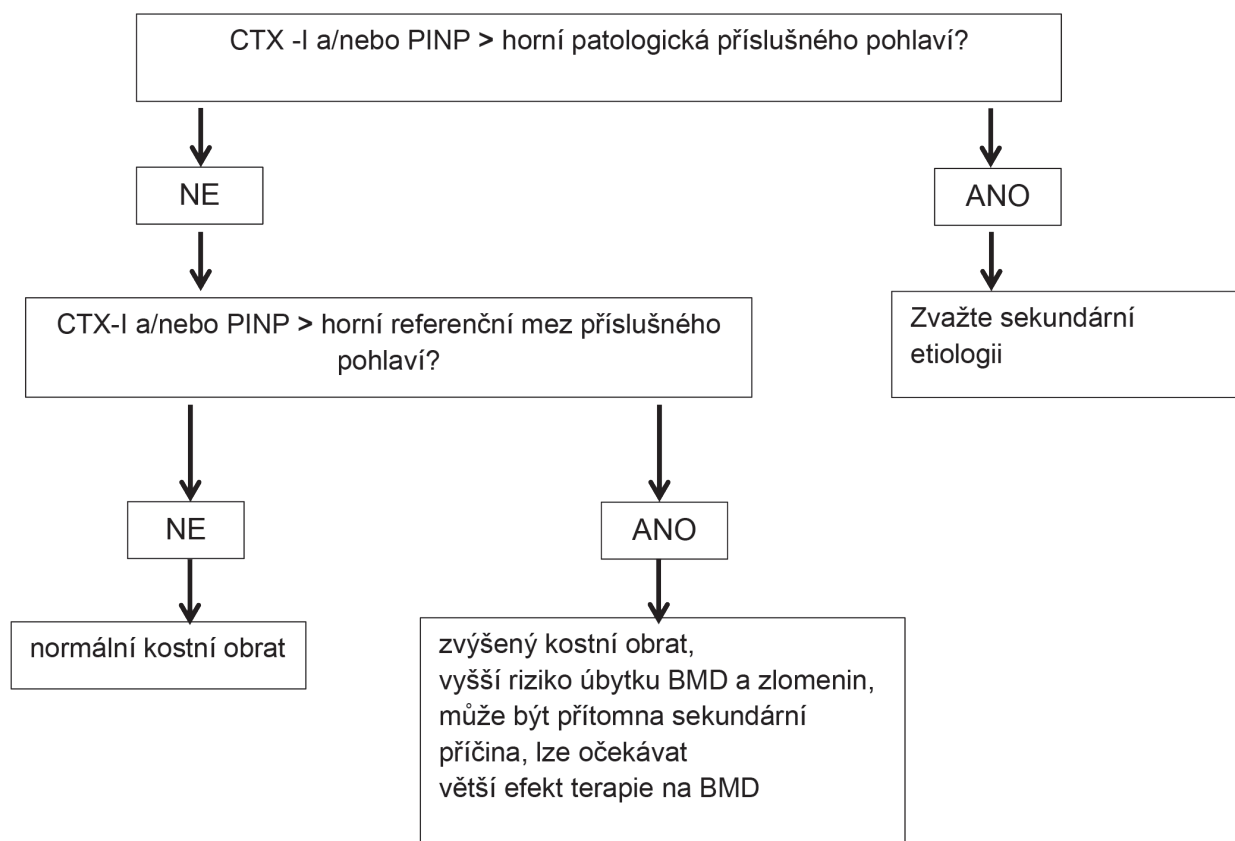 CTX -I a/nebo PINP > horní patologická příslušného pohlaví?
NE
ANO
CTX-I a/nebo PINP > horní referenční mez příslušného
pohlaví?
Zvažte sekundární
etiologii
NE
ANO
normální kostní obrat
zvýšený kostní obrat,
vyšší riziko úbytku BMD a zlomenin,
může být přítomna sekundární
příčina, lze očekávat
větší efekt terapie na BMD